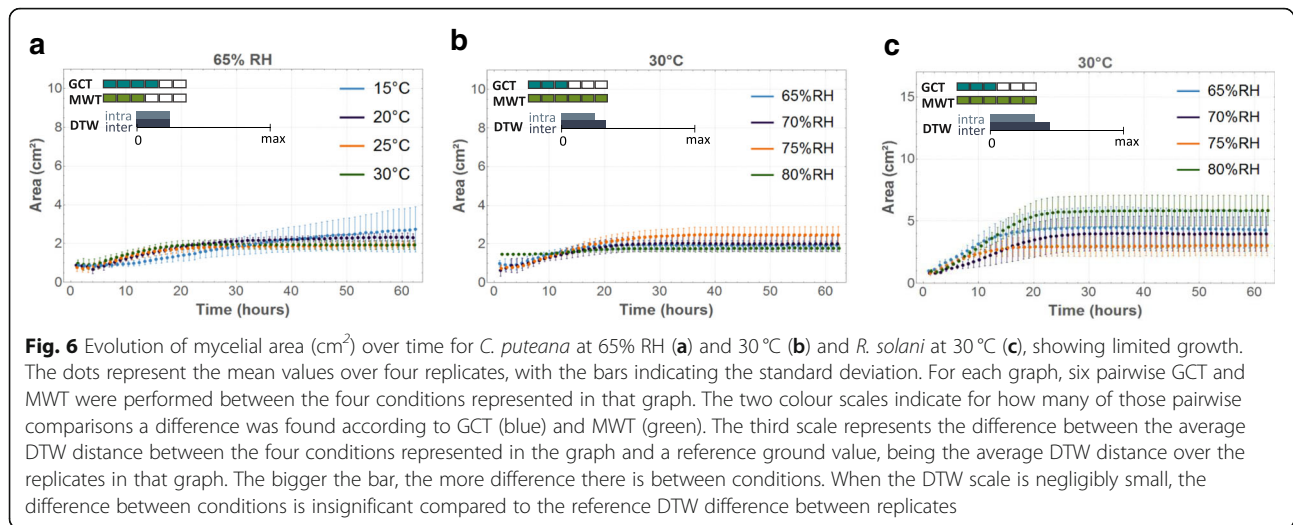 a
65% RH
GCT
MWT
DTW
intra
inter
0
max
15°C
20°C
25°C
30°C
Area (cm²)
10
8
6
4
2
0
0 10 20 30 40 50 60
Time (hours)
b
30°C
GCT
MWT
DTW
intra
inter
0
max
65%RH
70%RH
75%RH
80%RH
Area (cm²)
10
8
6
4
2
0
0 10 20 30 40 50 60
Time (hours)
c
30°C
GCT
MWT
DTW
intra
inter
0
max
65%RH
70%RH
75%RH
80%RH
Area (cm²)
15
10
5
0
0 10 20 30 40 50 60
Time (hours)
Fig. 6 Evolution of mycelial area (cm²) over time for C. puteana at 65% RH (a) and 30 °C (b) and R. solani at 30 °C (c), showing limited growth.
The dots represent the mean values over four replicates, with the bars indicating the standard deviation. For each graph, six pairwise GCT and
MWT were performed between the four conditions represented in that graph. The two colour scales indicate for how many of those pairwise
comparisons a difference was found according to GCT (blue) and MWT (green). The third scale represents the difference between the average
DTW distance between the four conditions represented in the graph and a reference ground value, being the average DTW distance over the
replicates in that graph. The bigger the bar, the more difference there is between conditions. When the DTW scale is negligibly small, the
difference between conditions is insignificant compared to the reference DTW difference between replicates